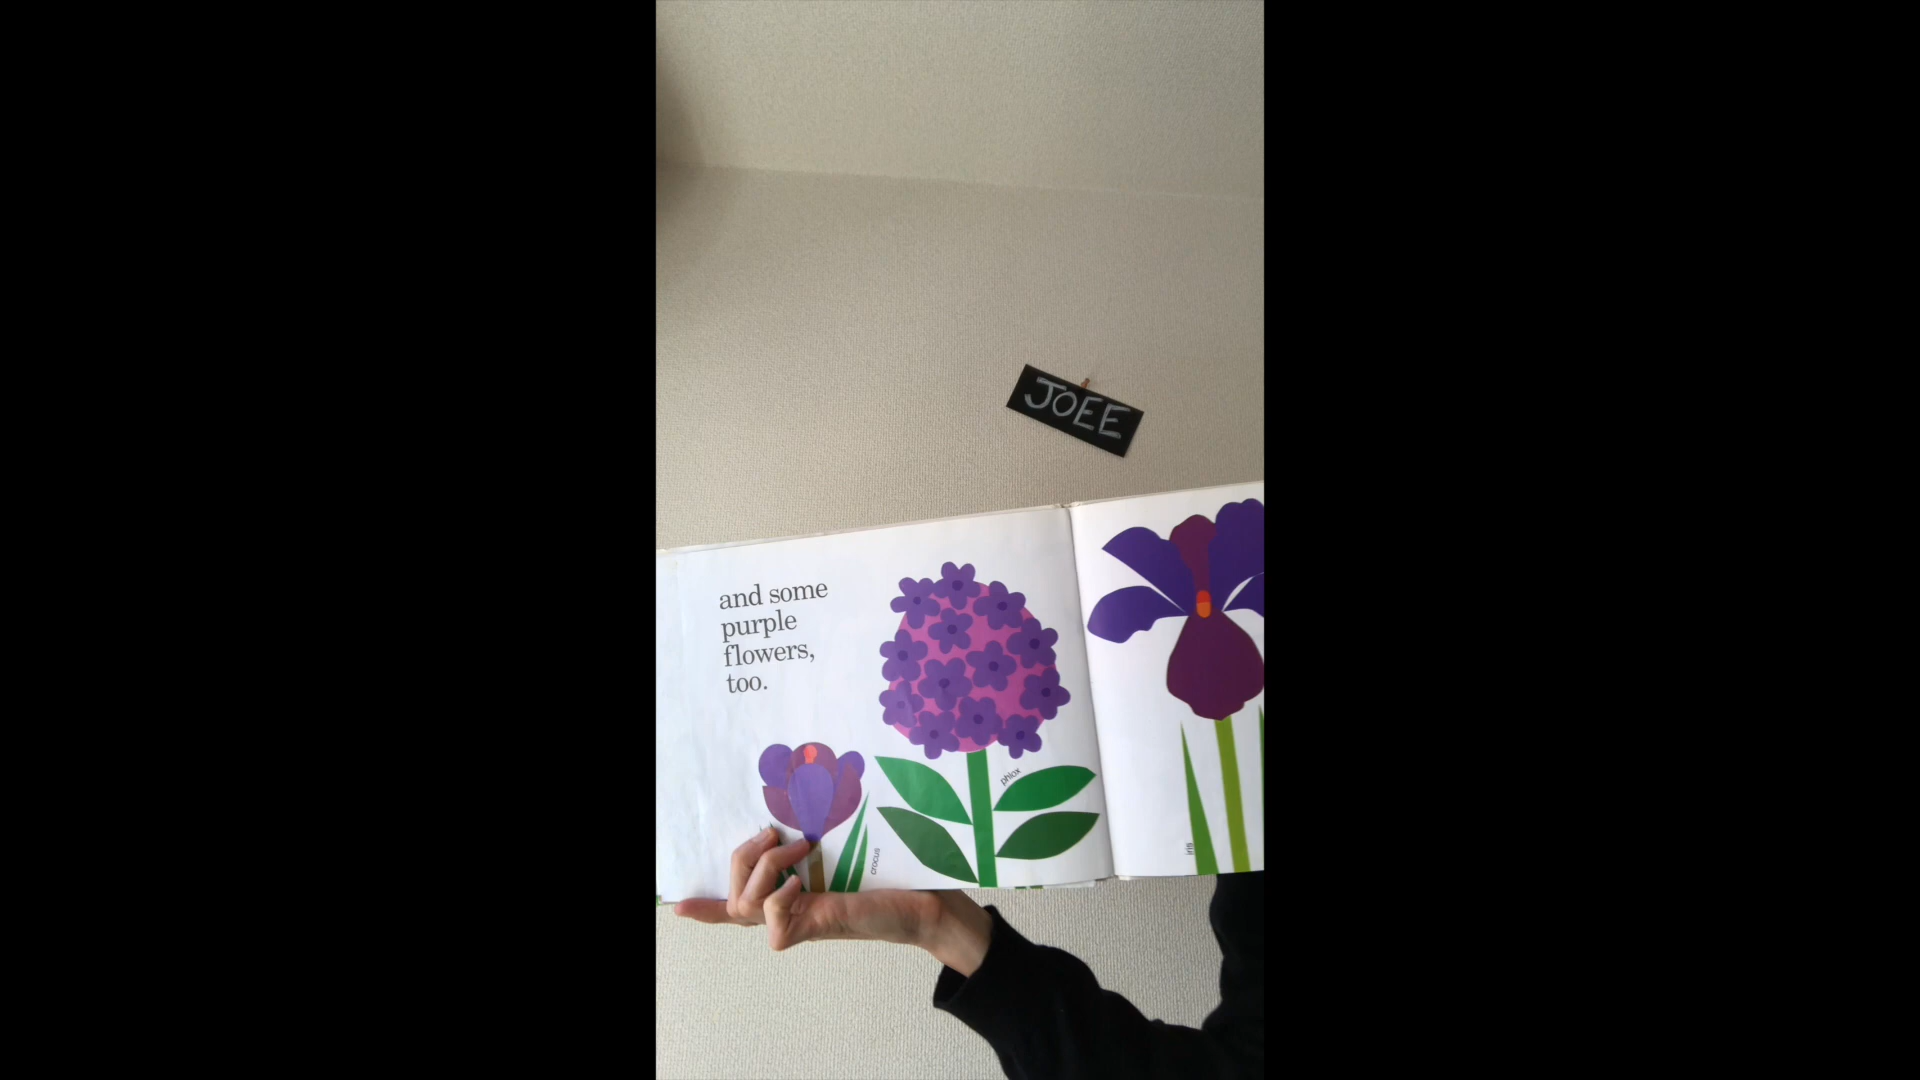 JOEE
and some
purple
flowers,
too.
phlox
crocus
iris